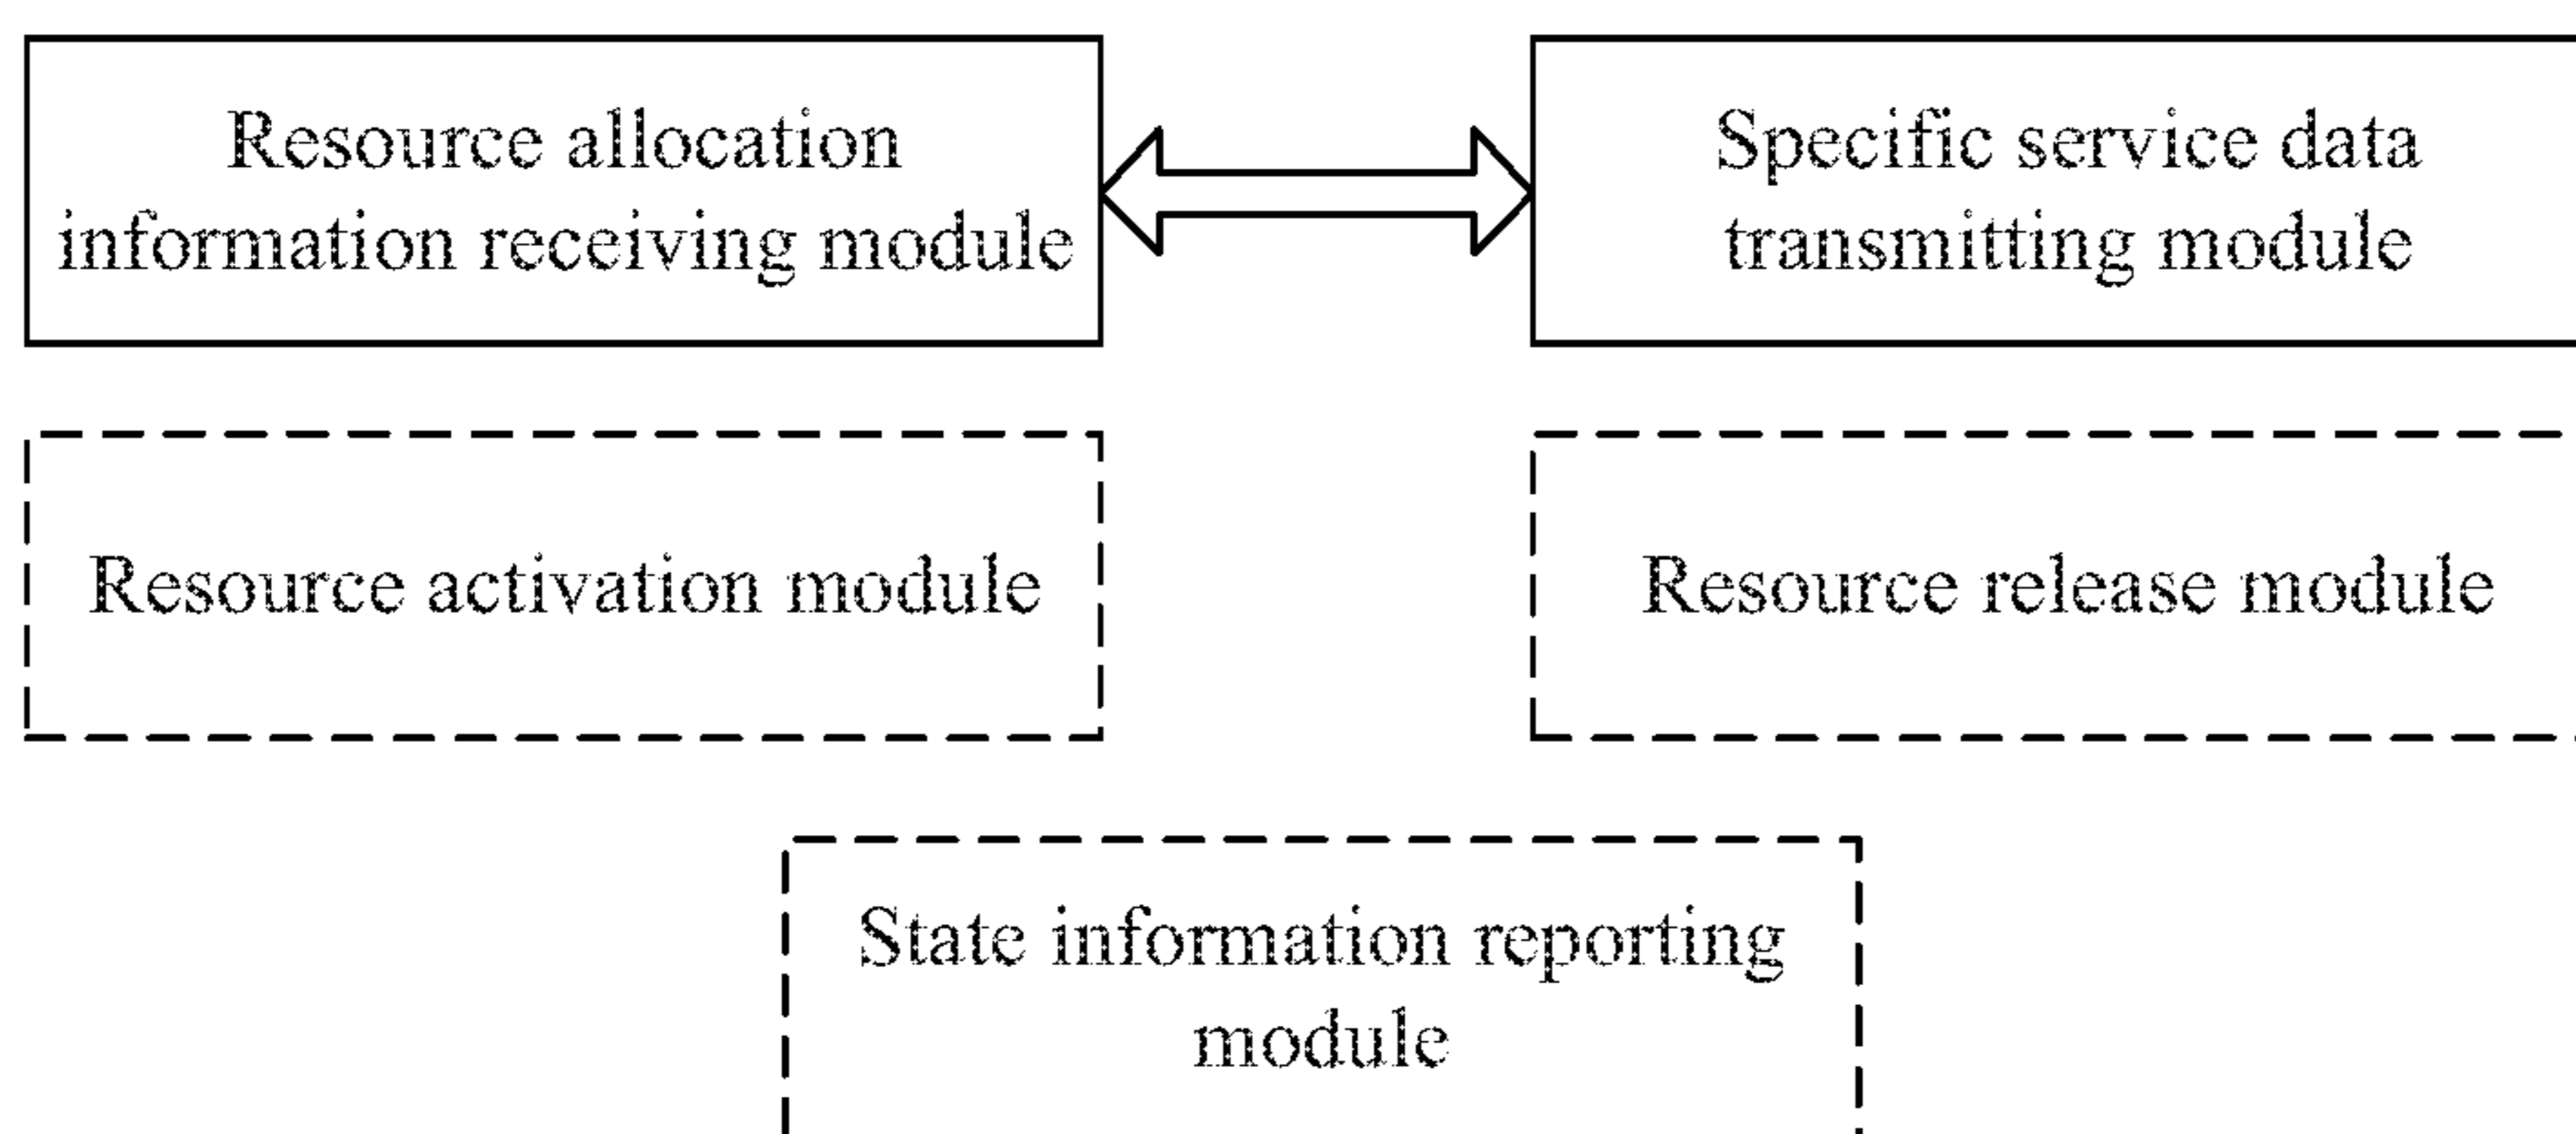 Resource allocation
information receiving module
Specific service data
transmitting module
Resource activation module
Resource release module
State information reporting
module